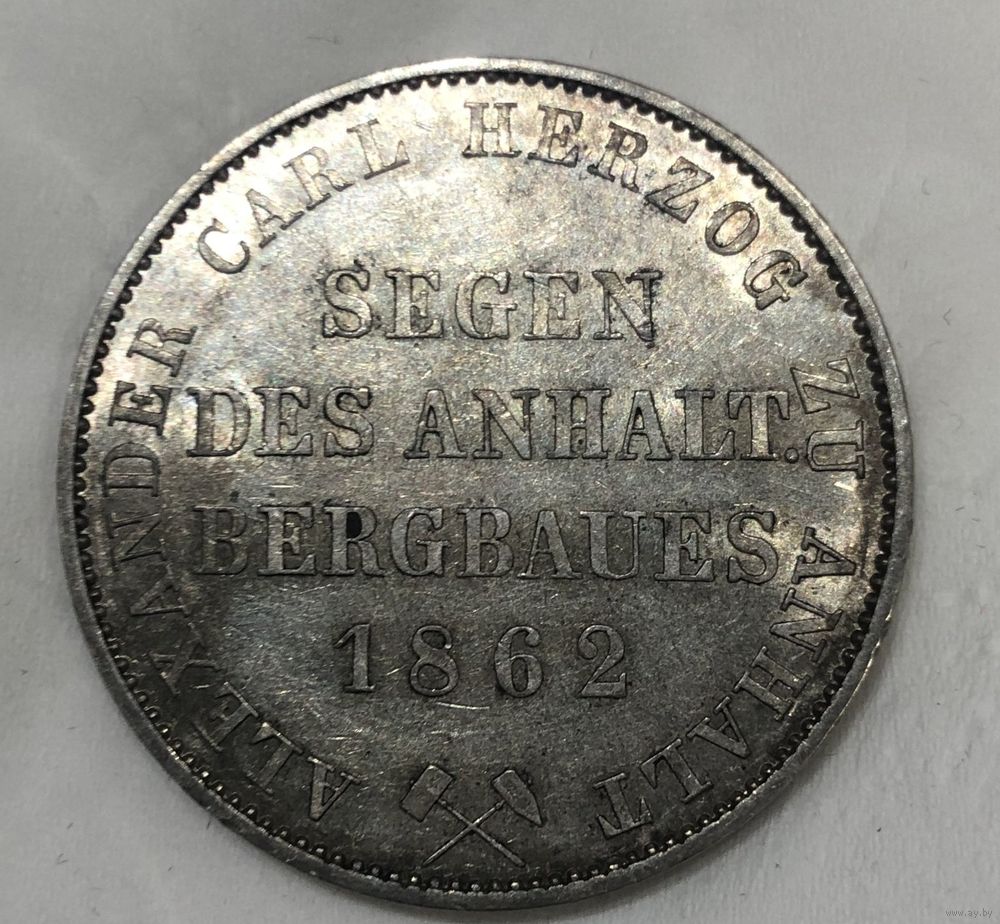 ALEXANDER CARL HERZOG ZU ANHALT
SEGEN
DES ANHALT.
BERGBAUES
1862
www.ay.by